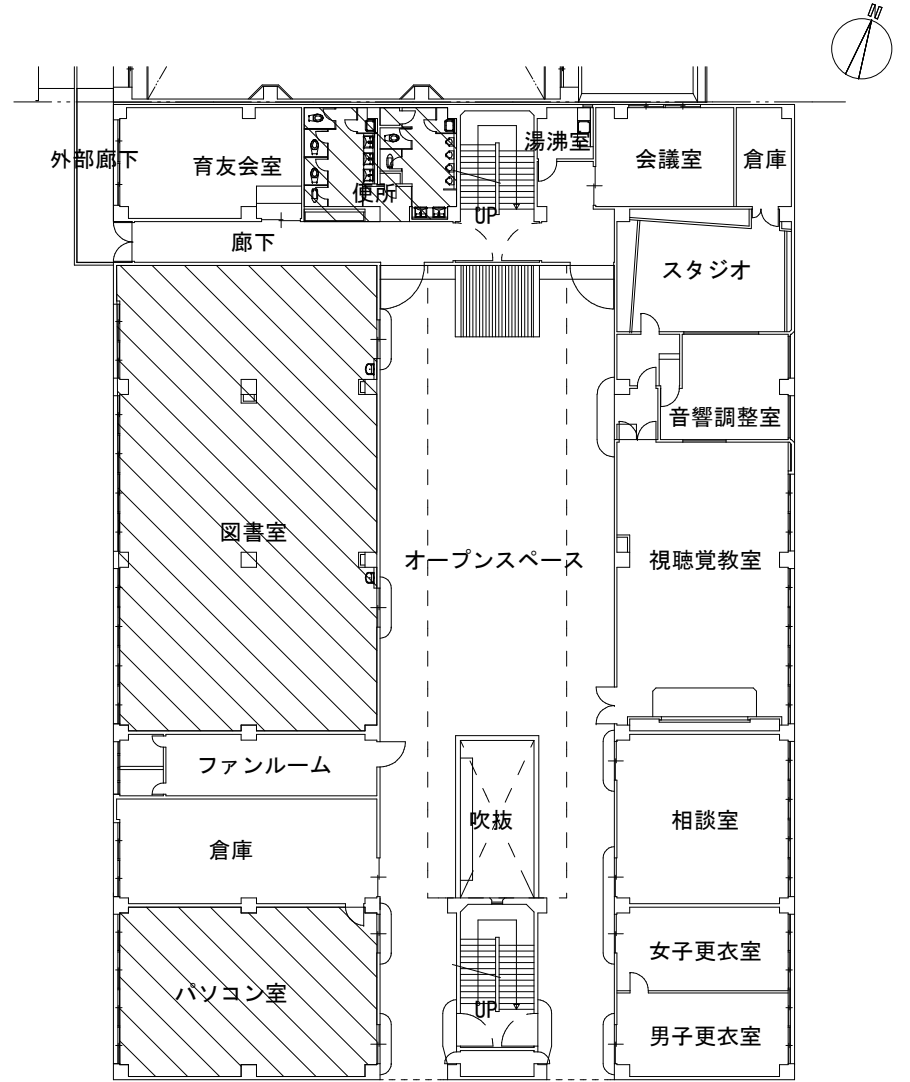 N
外部廊下
育友会室
便所
湯沸室
会議室
倉庫
UP
廊下
スタジオ
音響調整室
図書室
オープンスペース
視聴覚教室
ファンルーム
吹抜
相談室
倉庫
女子更衣室
パソコン室
UP
男子更衣室